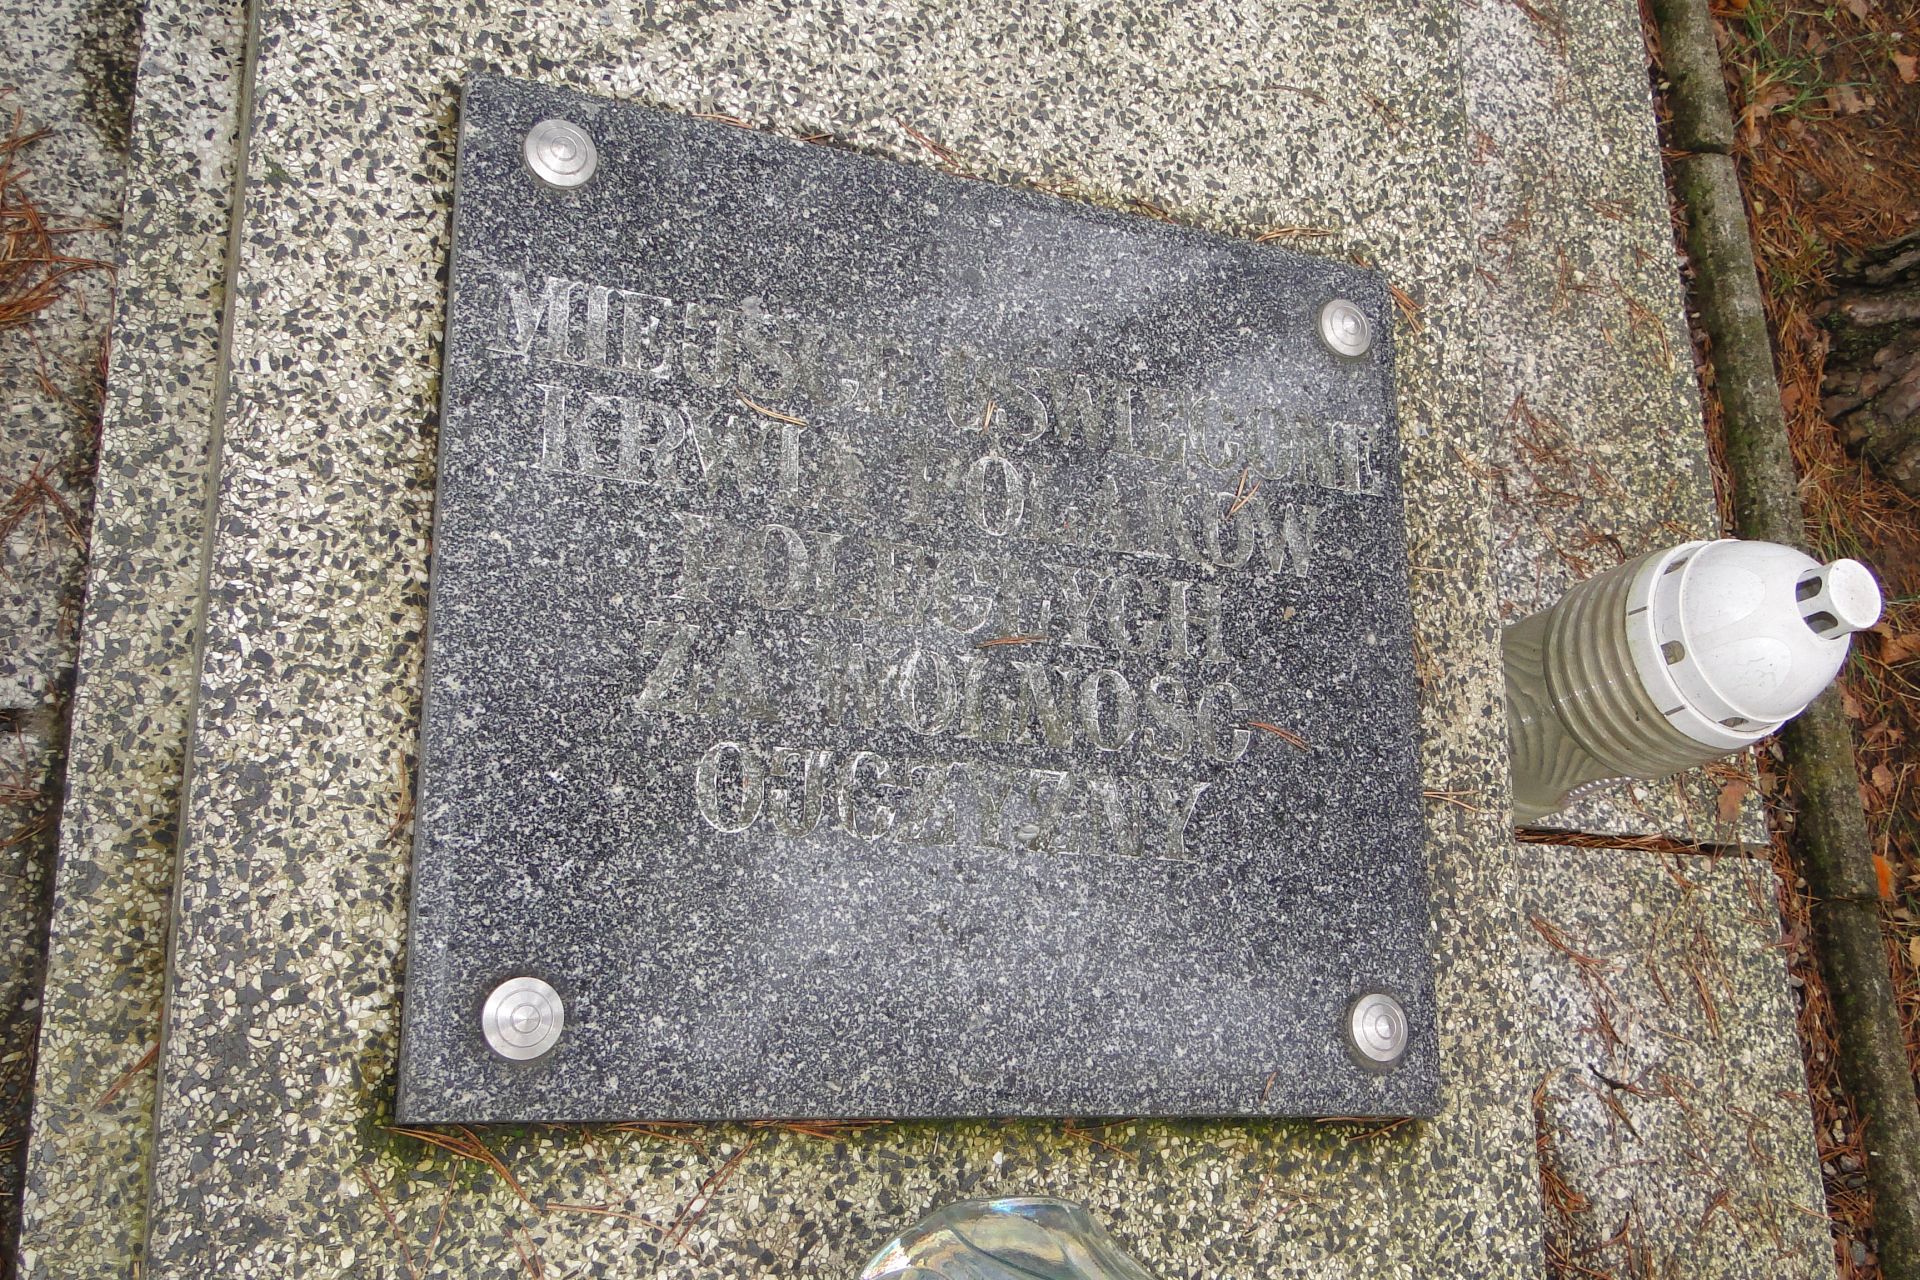 MIEJSCE UŚWIĘCONE
KRWIĄ POLAKÓW
POLEGŁYCH
ZA WOLNOŚĆ
OJCZYZNY